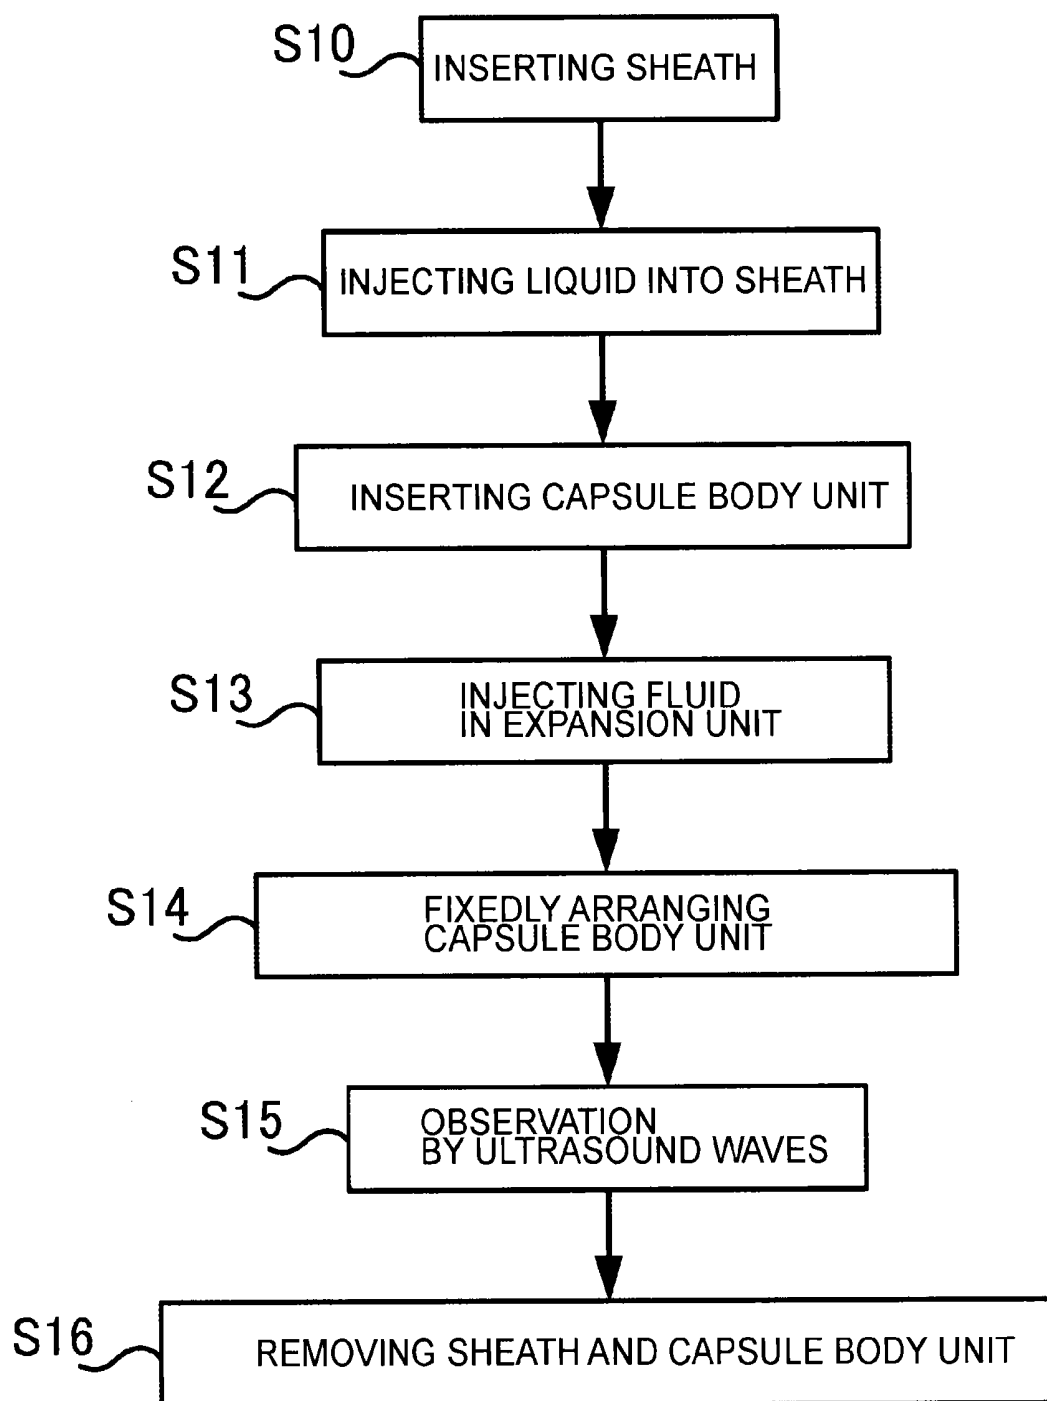 S10
INSERTING SHEATH
S11
INJECTING LIQUID INTO SHEATH
S12
INSERTING CAPSULE BODY UNIT
S13
INJECTING FLUID
IN EXPANSION UNIT
S14
FIXEDLY ARRANGING
CAPSULE BODY UNIT
S15
OBSERVATION
BY ULTRASOUND WAVES
S16
REMOVING SHEATH AND CAPSULE BODY UNIT